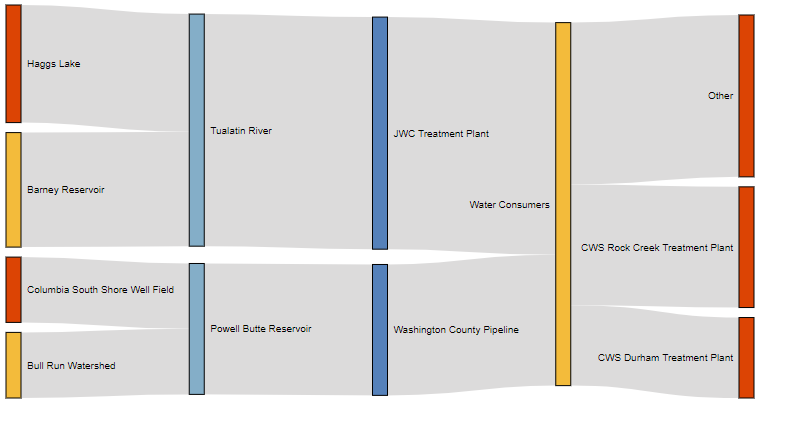 Haggs Lake
Barney Reservoir
Columbia South Shore Well Field
Bull Run Watershed
Tualatin River
Powell Butte Reservoir
JWC Treatment Plant
Washington County Pipeline
Water Consumers
Other
CWS Rock Creek Treatment Plant
CWS Durham Treatment Plant